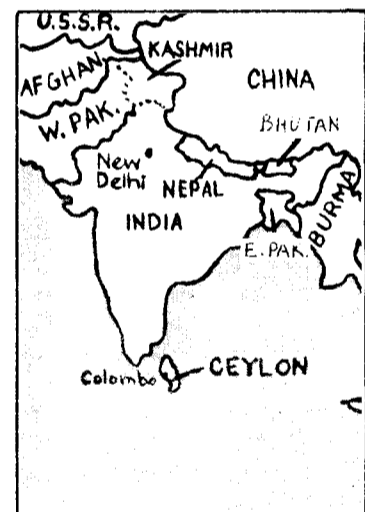 U.S.S.R.
AFGHAN.
KASHMIR
CHINA
W. PAK.
BHUTAN
New
Delhi
NEPAL
INDIA
BURMA
E. PAK.
Colombo
CEYLON